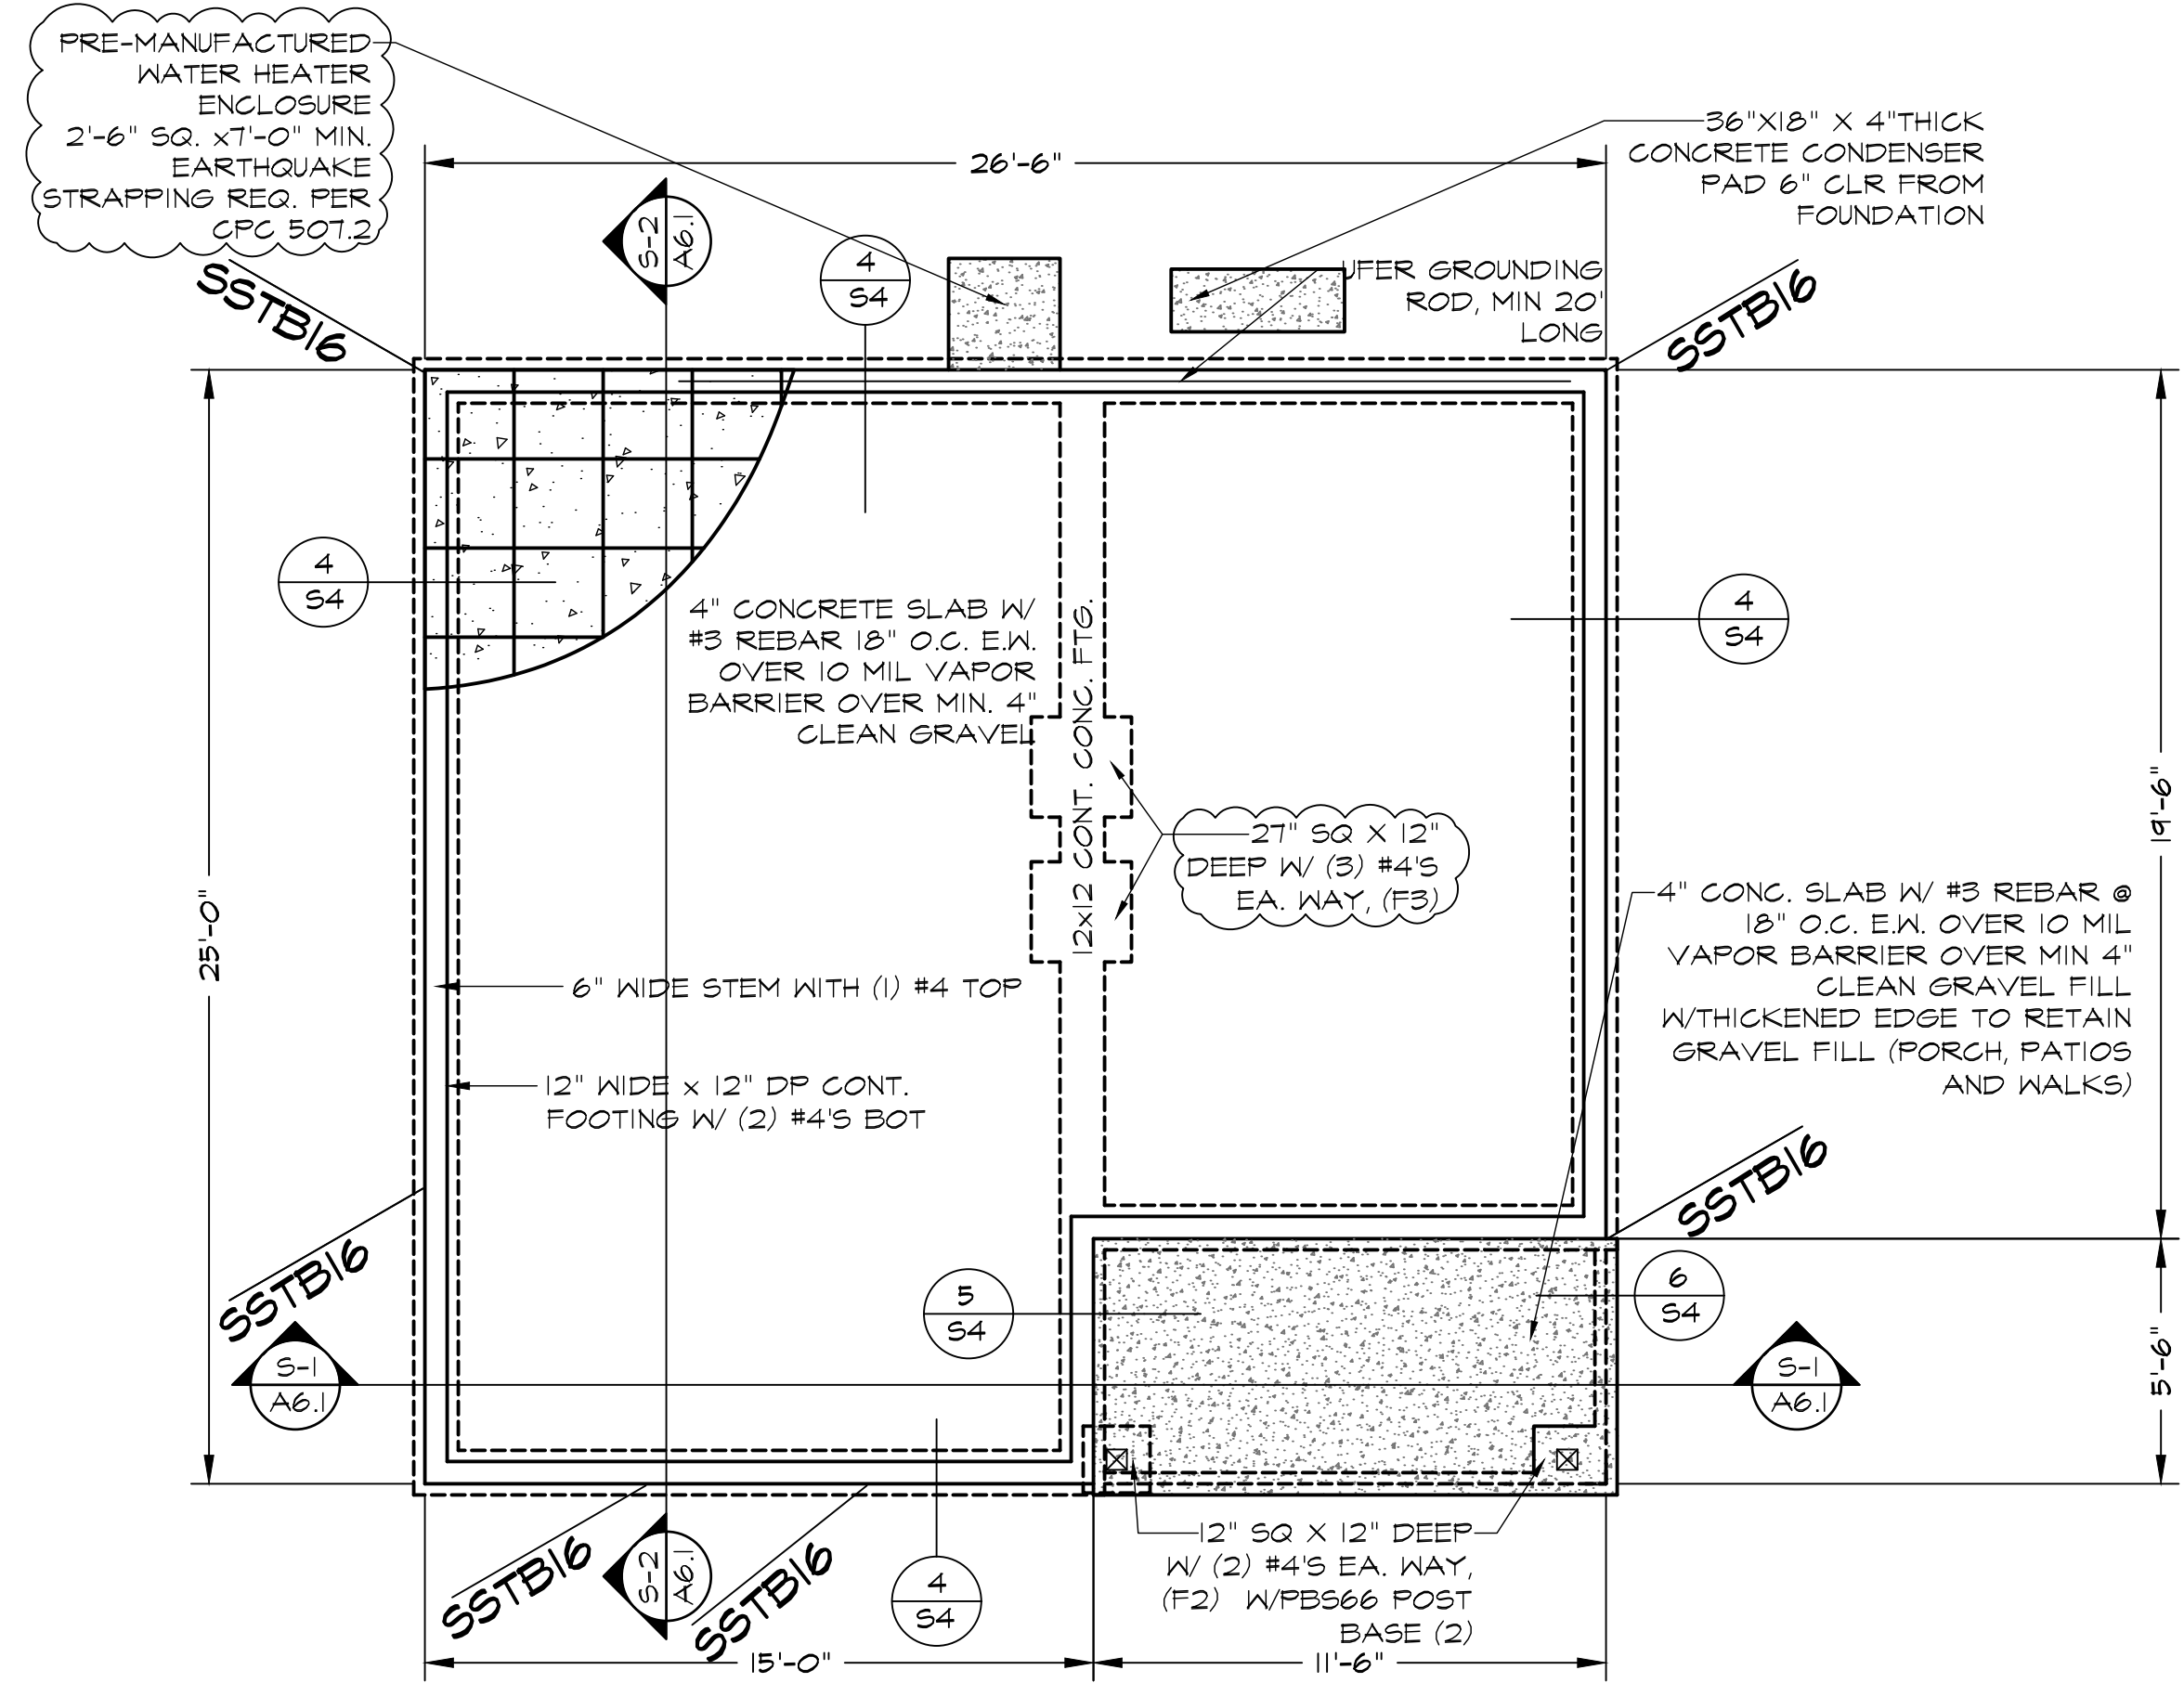 PRE-MANUFACTURED
WATER HEATER
ENCLOSURE
2'-6" SQ. x7'-0" MIN.
EARTHQUAKE
STRAPPING REQ. PER
CPC 507.2
26'-6"
36"X18" X 4"THICK
CONCRETE CONDENSER
PAD 6" CLR FROM
FOUNDATION
S-2
A6.1
4
S4
UFER GROUNDING
ROD, MIN 20'
LONG
SSTB16
SSTB16
4
S4
4
S4
4" CONCRETE SLAB W/
#3 REBAR 18" O.C. E.W.
OVER 10 MIL VAPOR
BARRIER OVER MIN. 4"
CLEAN GRAVEL
12x12 CONT. CONC. FTG.
19'-6"
27" SQ X 12"
DEEP W/ (3) #4'S
EA. WAY, (F3)
25'-0"
4" CONC. SLAB W/ #3 REBAR @
18" O.C. E.W. OVER 10 MIL
VAPOR BARRIER OVER MIN 4"
CLEAN GRAVEL FILL
W/THICKENED EDGE TO RETAIN
GRAVEL FILL (PORCH, PATIOS
AND WALKS)
6" WIDE STEM WITH (1) #4 TOP
12" WIDE x 12" DP CONT.
FOOTING W/ (2) #4'S BOT
SSTB16
SSTB16
5
S4
6
S4
5'-6"
S-1
A6.1
S-1
A6.1
12" SQ X 12" DEEP
W/ (2) #4'S EA. WAY,
(F2) W/PBS66 POST
BASE (2)
SSTB16
S-2
A6.1
SSTB16
4
S4
15'-0"
11'-6"